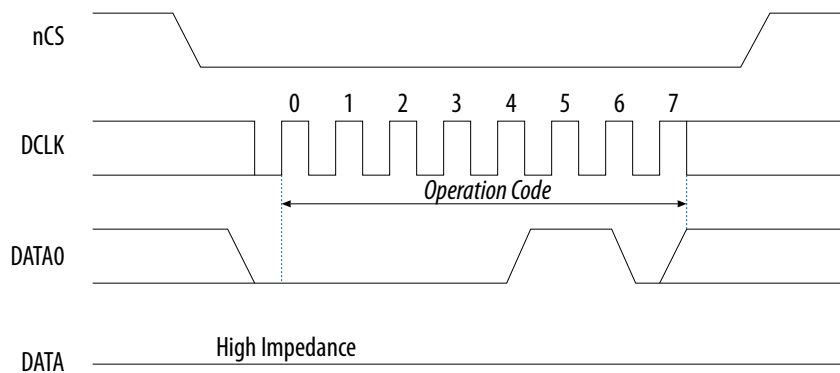 nCS
0 1 2 3 4 5 6 7
DCLK
Operation Code
DATA0
High Impedance
DATA